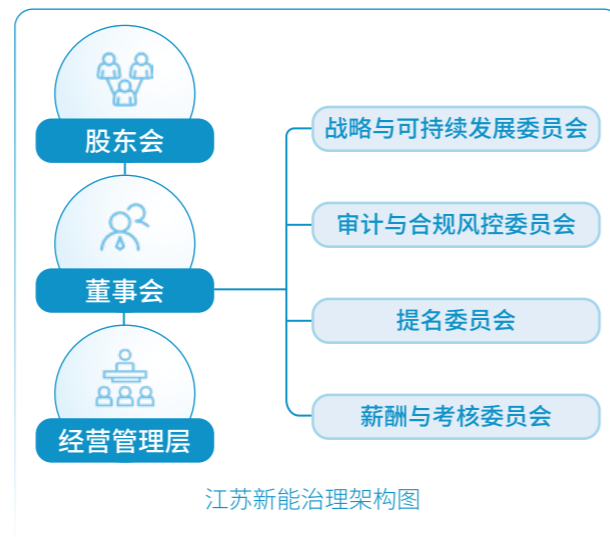 股东会
董事会
经营管理层
战略与可持续发展委员会
审计与合规风控委员会
提名委员会
薪酬与考核委员会
江苏新能治理架构图